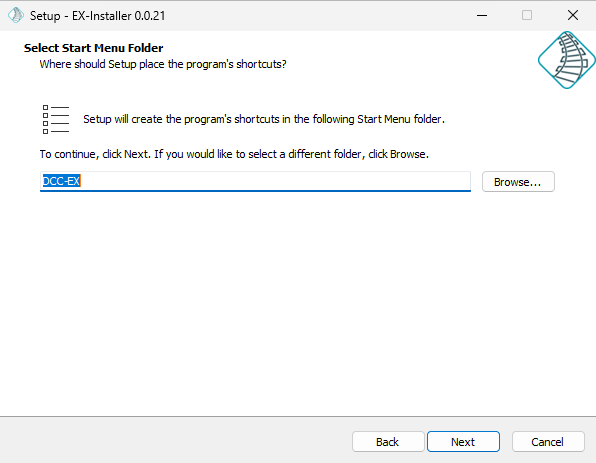 Setup - EX-Installer 0.0.21
Select Start Menu Folder
Where should Setup place the program's shortcuts?
Setup will create the program's shortcuts in the following Start Menu folder.
To continue, click Next. If you would like to select a different folder, click Browse.
DCC-EX
Browse...
Back
Next
Cancel